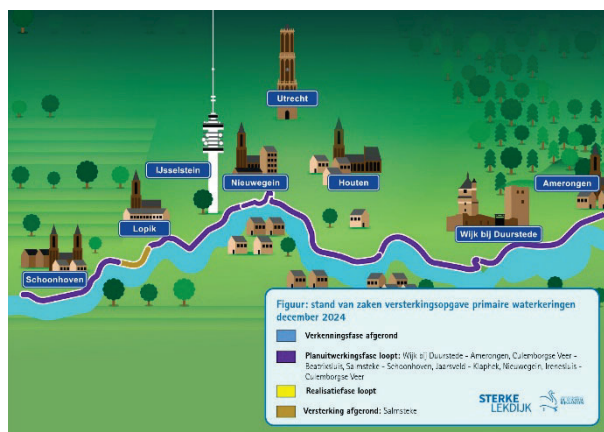 Utrecht
IJsselstein
Nieuwegein
Houten
Amerongen
Lopik
Wijk bij Duurstede
Schoonhoven
Figuur: stand van zaken versterkingsopgave primaire waterkeringen
december 2024
Verkenningsfase afgerond
Planuitwerkingsfase loopt: Wijk bij Duurstede - Amerongen, Culemborgse Veer -
Beatrixsluis, Salmsteke - Schoonhoven, Jaarsveld - Klaphek, Nieuwegein, Irenesluis -
Culemborgse Veer
Realisatiefase loopt
Versterking afgerond: Salmsteke
STERKE
LEKDIJK